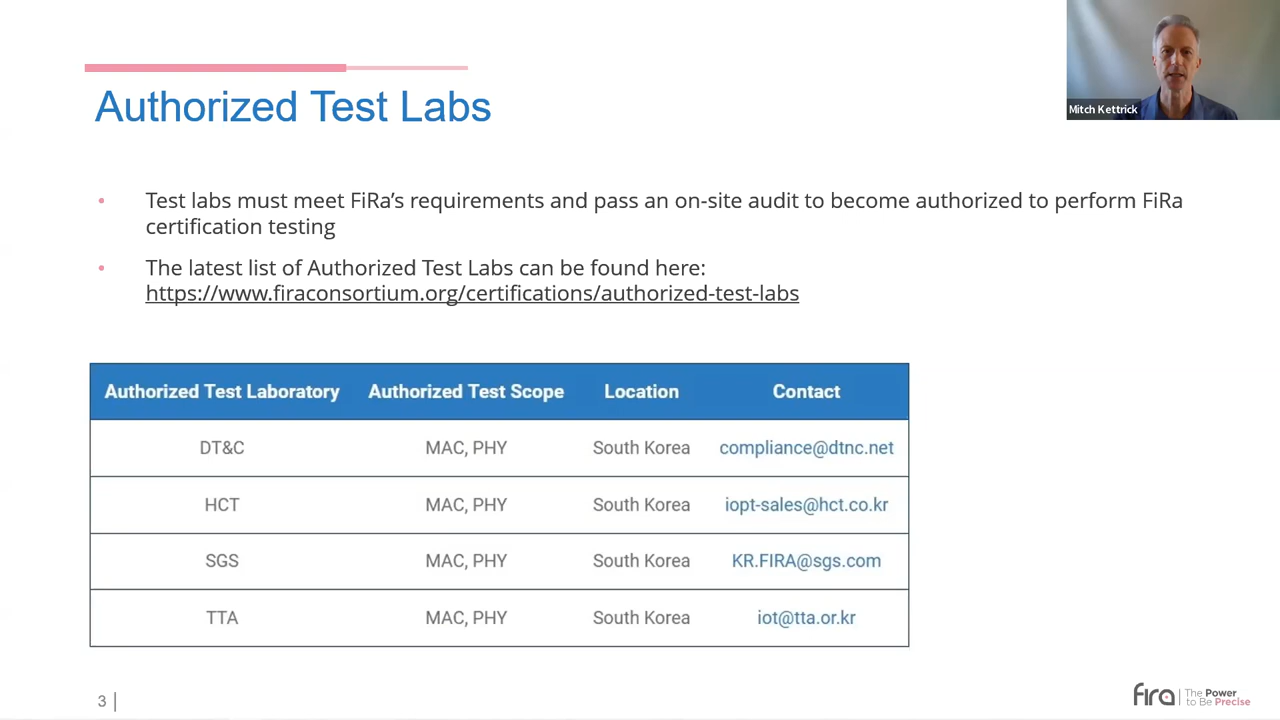 Mitch Kettrick
Authorized Test Labs
• Test labs must meet FiRa’s requirements and pass an on-site audit to become authorized to perform FiRa
certification testing
• The latest list of Authorized Test Labs can be found here:
https://www.firaconsortium.org/certifications/authorized-test-labs
Authorized Test Laboratory Authorized Test Scope Location Contact
DT&C MAC, PHY South Korea compliance@dtnc.net
HCT MAC, PHY South Korea iopt-sales@hct.co.kr
SGS MAC, PHY South Korea KR.FIRA@sgs.com
TTA MAC, PHY South Korea iot@tta.or.kr
3
fira
The Power
to Be Precise